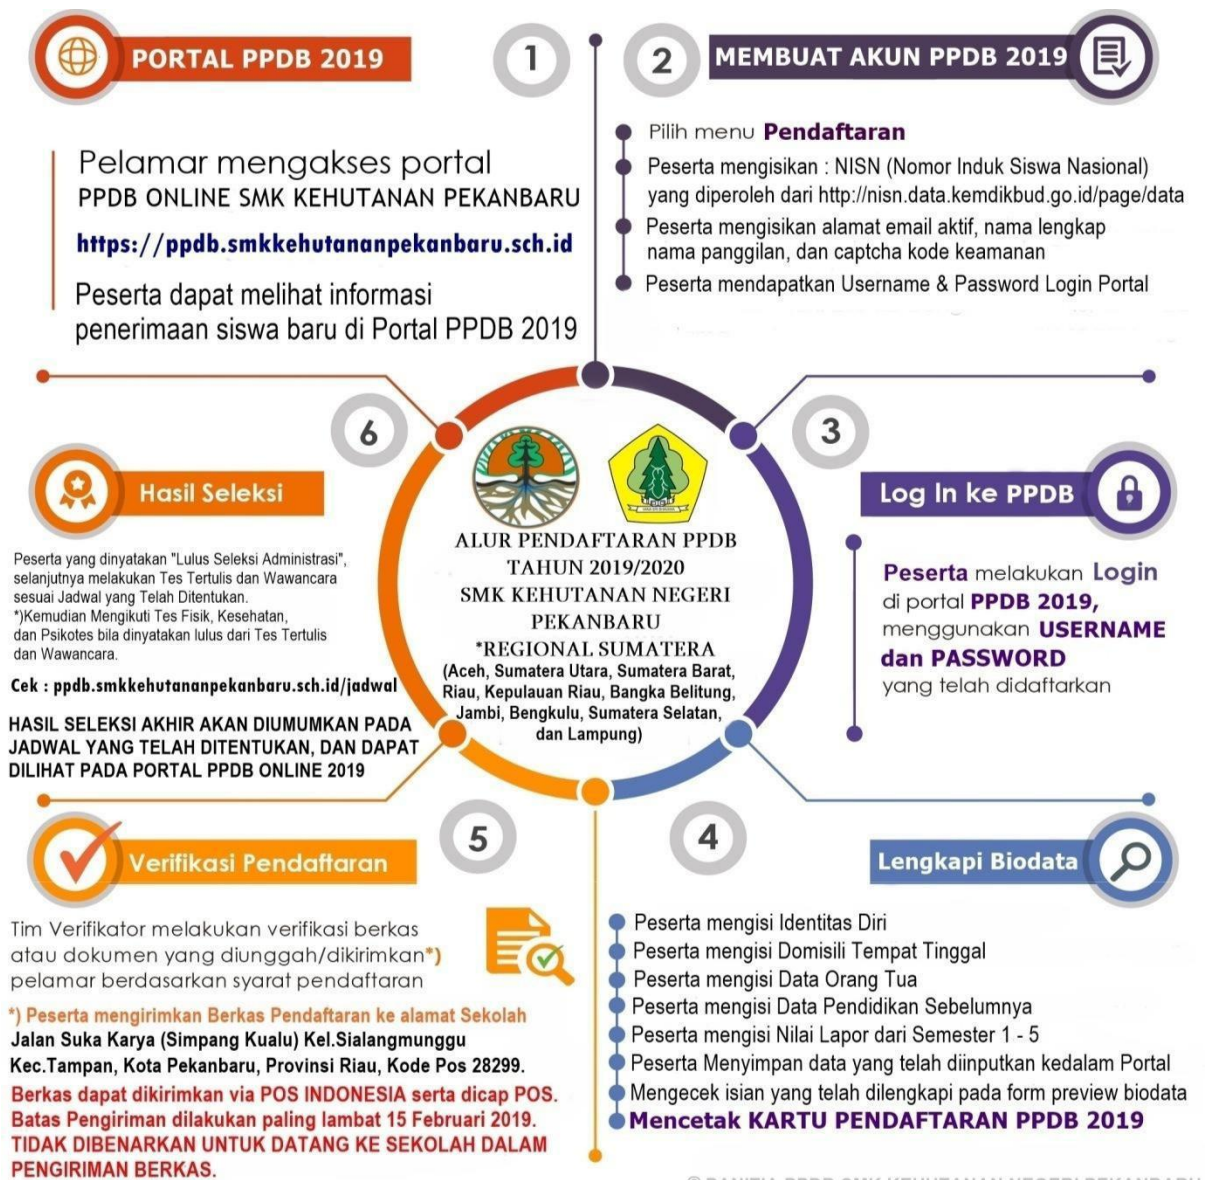 PORTAL PPDB 2019
1
Pelamar mengakses portal
PPDB ONLINE SMK KEHUTANAN PEKANBARU
https://ppdb.smkkehutananpekanbaru.sch.id
Peserta dapat melihat informasi
penerimaan siswa baru di Portal PPDB 2019
2
MEMBUAT AKUN PPDB 2019
Pilih menu Pendaftaran
Peserta mengisikan : NISN (Nomor Induk Siswa Nasional)
yang diperoleh dari http://nisn.data.kemdikbud.go.id/page/data
Peserta mengisikan alamat email aktif, nama lengkap
nama panggilan, dan captcha kode keamanan
Peserta mendapatkan Username & Password Login Portal
ALUR PENDAFTARAN PPDB
TAHUN 2019/2020
SMK KEHUTANAN NEGERI
PEKANBARU
*REGIONAL SUMATERA
(Aceh, Sumatera Utara, Sumatera Barat,
Riau, Kepulauan Riau, Bangka Belitung,
Jambi, Bengkulu, Sumatera Selatan,
dan Lampung)
3
Log In ke PPDB
Peserta melakukan Login
di portal PPDB 2019,
menggunakan USERNAME
dan PASSWORD
yang telah didaftarkan
4
Lengkapi Biodata
Peserta mengisi Identitas Diri
Peserta mengisi Domisili Tempat Tinggal
Peserta mengisi Data Orang Tua
Peserta mengisi Data Pendidikan Sebelumnya
Peserta mengisi Nilai Lapor dari Semester 1 - 5
Peserta Menyimpan data yang telah diinputkan kedalam Portal
Mengecek isian yang telah dilengkapi pada form preview biodata
Mencetak KARTU PENDAFTARAN PPDB 2019
5
Verifikasi Pendaftaran
Tim Verifikator melakukan verifikasi berkas
atau dokumen yang diunggah/dikirimkan*)
pelamar berdasarkan syarat pendaftaran
*) Peserta mengirimkan Berkas Pendaftaran ke alamat Sekolah
Jalan Suka Karya (Simpang Kualu) Kel.Sialangmunggu
Kec.Tampan, Kota Pekanbaru, Provinsi Riau, Kode Pos 28299.
Berkas dapat dikirimkan via POS INDONESIA serta dicap POS.
Batas Pengiriman dilakukan paling lambat 15 Februari 2019.
TIDAK DIBENARKAN UNTUK DATANG KE SEKOLAH DALAM
PENGIRIMAN BERKAS.
6
Hasil Seleksi
Peserta yang dinyatakan "Lulus Seleksi Administrasi",
selanjutnya melakukan Tes Tertulis dan Wawancara
sesuai Jadwal yang Telah Ditentukan.
*)Kemudian Mengikuti Tes Fisik, Kesehatan,
dan Psikotes bila dinyatakan lulus dari Tes Tertulis
dan Wawancara.
Cek : ppdb.smkkehutananpekanbaru.sch.id/jadwal
HASIL SELEKSI AKHIR AKAN DIUMUMKAN PADA
JADWAL YANG TELAH DITENTUKAN, DAN DAPAT
DILIHAT PADA PORTAL PPDB ONLINE 2019